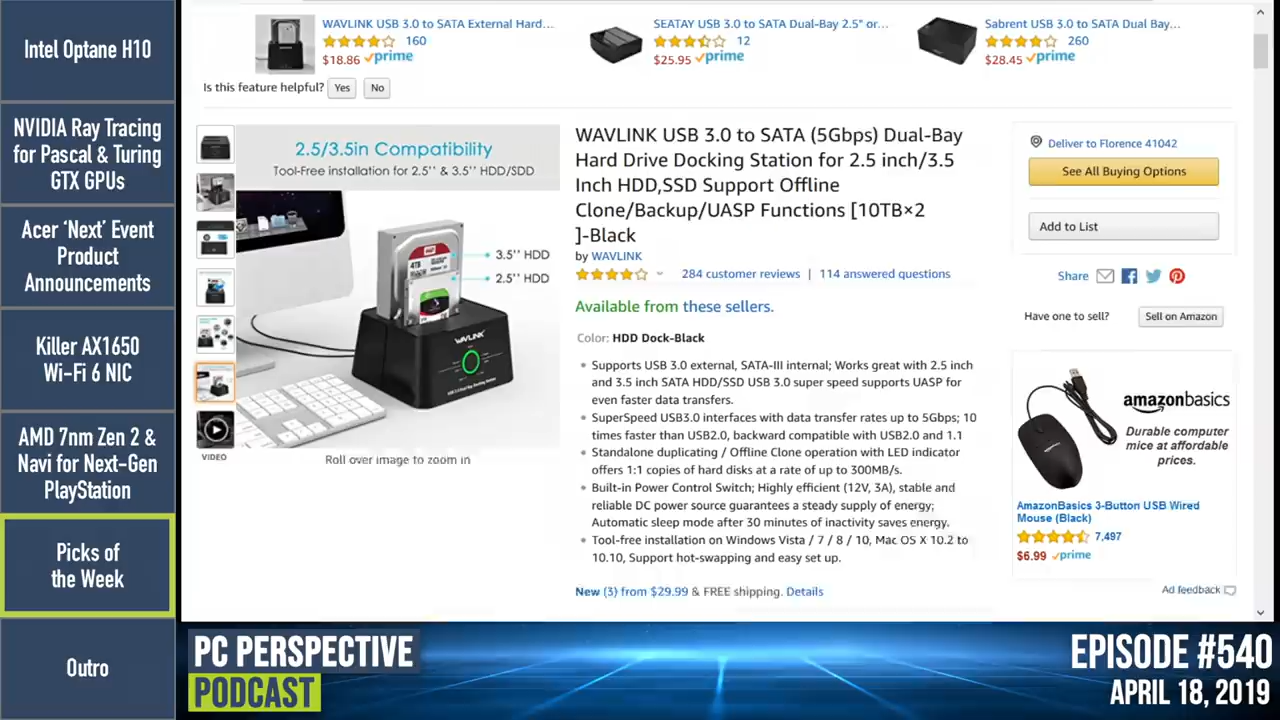 Intel Optane H10
NVIDIA Ray Tracing
for Pascal & Turing
GTX GPUs
Acer ‘Next’ Event
Product
Announcements
Killer AX1650
Wi-Fi 6 NIC
AMD 7nm Zen 2 &
Navi for Next-Gen
PlayStation
Picks of
the Week
Outro
WAVLINK USB 3.0 to SATA External Hard...
160
$18.86 prime
SEATAY USB 3.0 to SATA Dual-Bay 2.5" or...
12
$25.95 prime
Sabrent USB 3.0 to SATA Dual Bay...
260
$28.45 prime
Is this feature helpful? Yes No
2.5/3.5in Compatibility
Tool-Free installation for 2.5'' & 3.5'' HDD/SDD
3.5'' HDD
2.5'' HDD
WD
4TB
WAVLINK
VIDEO
Roll over image to zoom in
WAVLINK USB 3.0 to SATA (5Gbps) Dual-Bay
Hard Drive Docking Station for 2.5 inch/3.5
Inch HDD,SSD Support Offline
Clone/Backup/UASP Functions [10TB×2
]-Black
by WAVLINK
284 customer reviews | 114 answered questions
Available from these sellers.
Color: HDD Dock-Black
Supports USB 3.0 external, SATA-III internal; Works great with 2.5 inch
and 3.5 inch SATA HDD/SSD USB 3.0 super speed supports UASP for
even faster data transfers.
SuperSpeed USB3.0 interfaces with data transfer rates up to 5Gbps; 10
times faster than USB2.0, backward compatible with USB2.0 and 1.1
Standalone duplicating / Offline Clone operation with LED indicator
offers 1:1 copies of hard disks at a rate of up to 300MB/s.
Built-in Power Control Switch; Highly efficient (12V, 3A), stable and
reliable DC power source guarantees a steady supply of energy;
Automatic sleep mode after 30 minutes of inactivity saves energy.
Tool-free installation on Windows Vista / 7 / 8 / 10, Mac OS X 10.2 to
10.10, Support hot-swapping and easy set up.
New (3) from $29.99 & FREE shipping. Details
Deliver to Florence 41042
See All Buying Options
Add to List
Share
Have one to sell? Sell on Amazon
amazonbasics
Durable computer
mice at affordable
prices.
AmazonBasics 3-Button USB Wired
Mouse (Black)
7,497
$6.99 prime
Ad feedback
PC PERSPECTIVE
PODCAST
EPISODE #540
APRIL 18, 2019